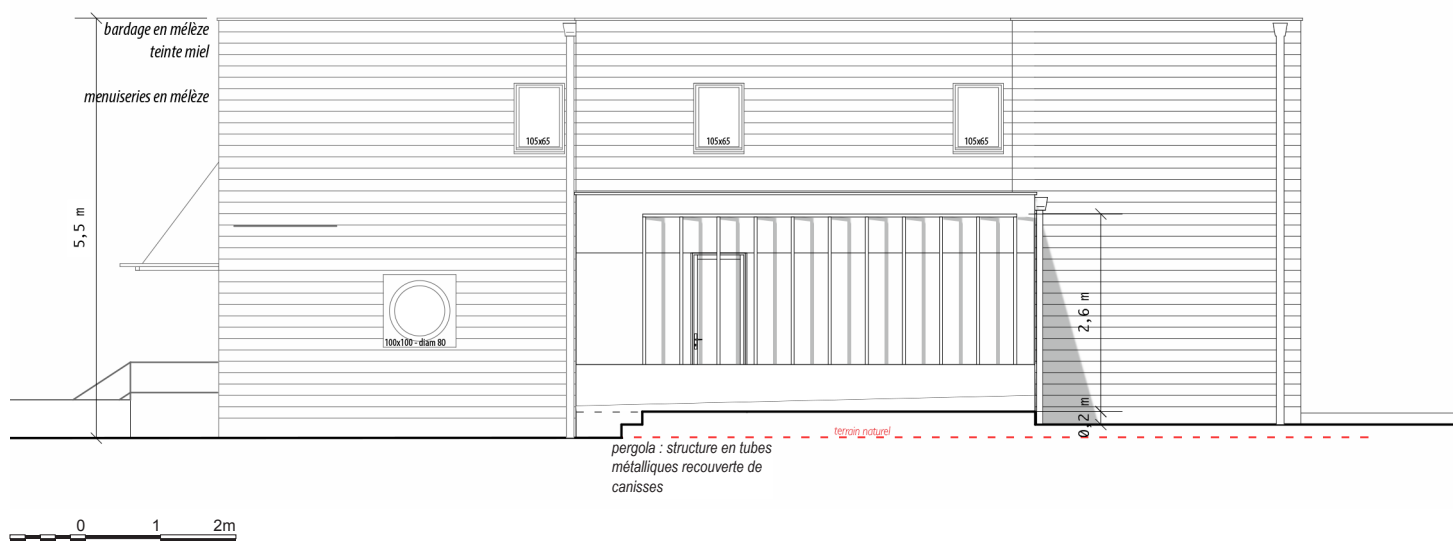 bardage en mélèze
teinte miel
menuiseries en mélèze
105x65
105x65
105x65
5,5 m
100x100 - diam 80
2,6 m
0,2 m
terrain naturel
pergola : structure en tubes
métalliques recouverte de
canisses
0 1 2m